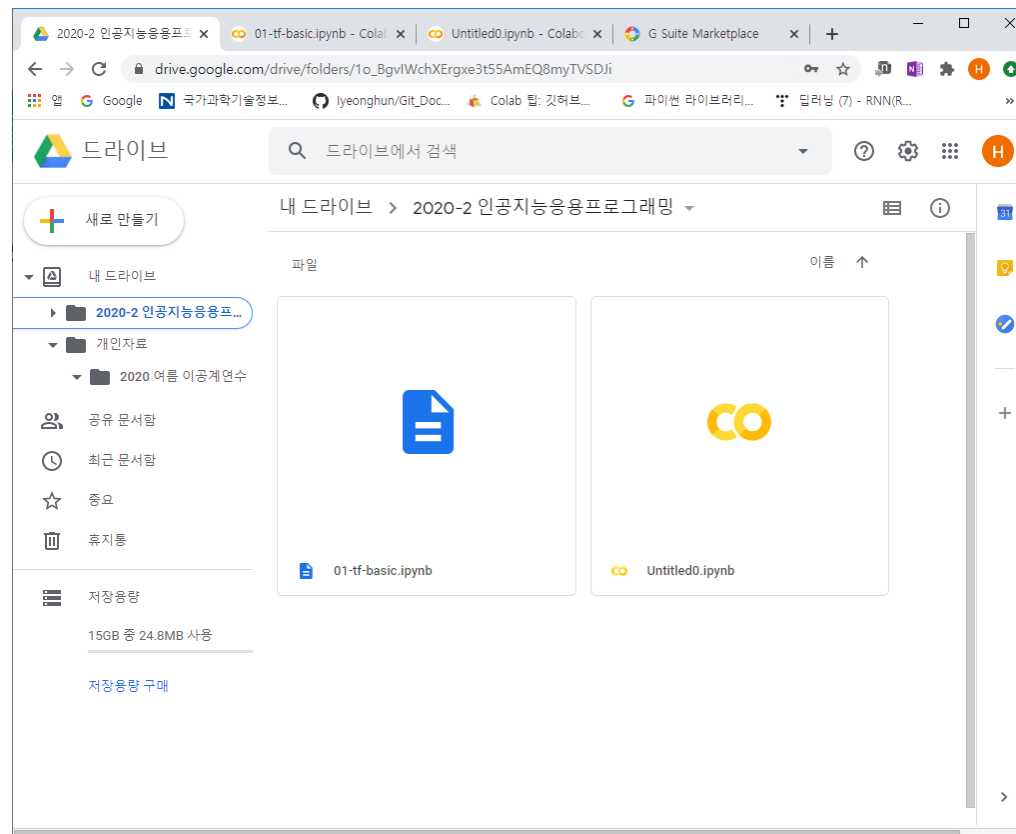 2020-2 인공지능응용프로
01-tf-basic.ipynb - Colab
Untitled0.ipynb - Colabo
G Suite Marketplace
drive.google.com/drive/folders/1o_BgvIWchXErgxe3t55AmEQ8myTVSDJi
H
앱
Google
국가과학기술정보...
lyeonghun/Git_Doc...
Colab 팁: 깃허브...
파이썬 라이브러리...
딥러닝 (7) - RNN(R...
»
드라이브
드라이브에서 검색
H
새로 만들기
내 드라이브 > 2020-2 인공지능응용프로그래밍
31
내 드라이브
2020-2 인공지능응용프...
개인자료
2020 여름 이공계연수
공유 문서함
최근 문서함
중요
휴지통
저장용량
15GB 중 24.8MB 사용
저장용량 구매
파일
이름
01-tf-basic.ipynb
Untitled0.ipynb